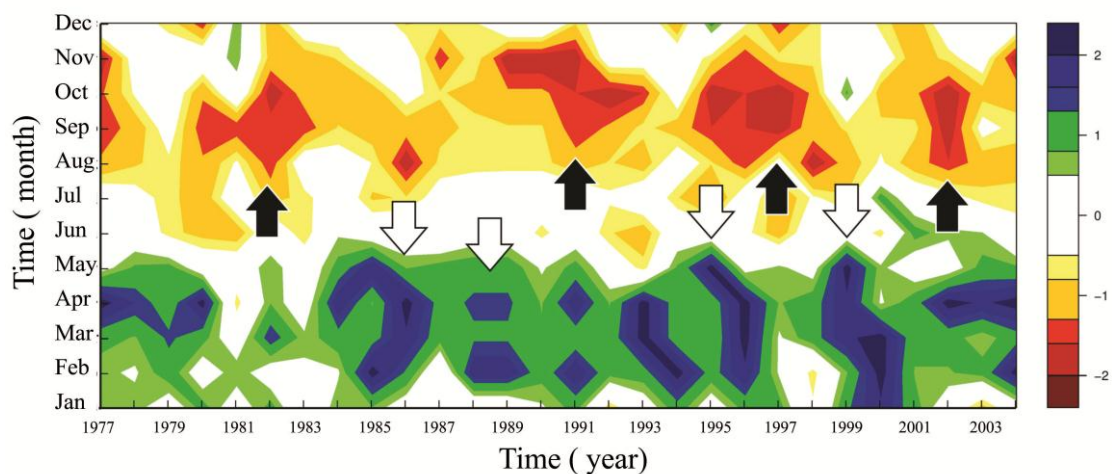 Dec
Nov
Oct
Sep
Aug
Jul
Jun
May
Apr
Mar
Feb
Jan
Time ( month)
1977 1979 1981 1983 1985 1987 1989 1991 1993 1995 1997 1999 2001 2003
Time ( year)
2
1
0
-1
-2